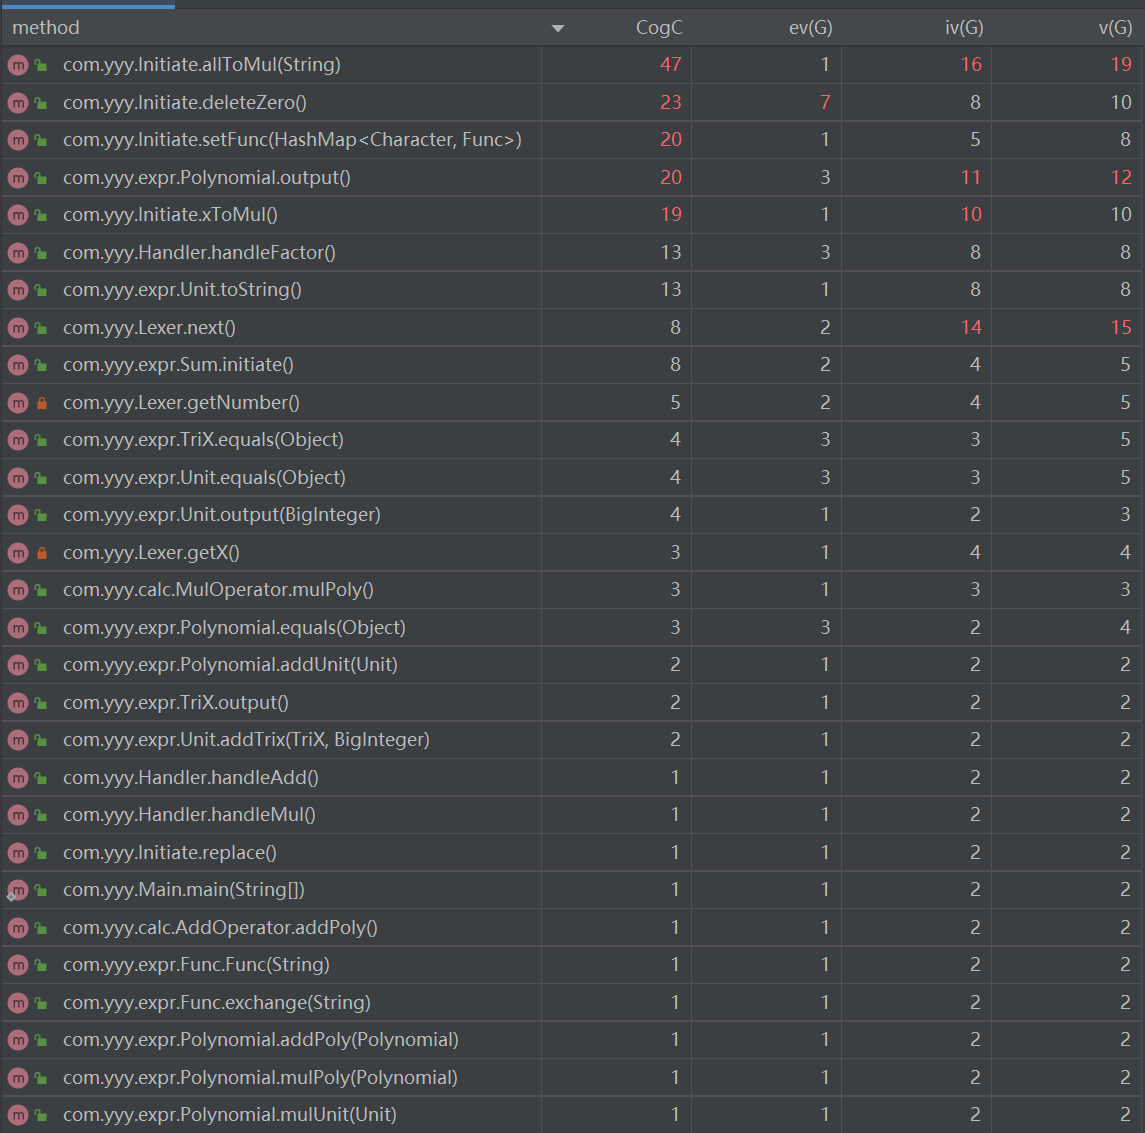 method CogC ev(G) iv(G) v(G)
m com.yyy.Initiate.allToMul(String) 47 1 16 19
m com.yyy.Initiate.deleteZero() 23 7 8 10
m com.yyy.Initiate.setFunc(HashMap<Character, Func>) 20 1 5 8
m com.yyy.expr.Polynomial.output() 20 3 11 12
m com.yyy.Initiate.xToMul() 19 1 10 10
m com.yyy.Handler.handleFactor() 13 3 8 8
m com.yyy.expr.Unit.toString() 13 1 8 8
m com.yyy.Lexer.next() 8 2 14 15
m com.yyy.expr.Sum.initiate() 8 2 4 5
m com.yyy.Lexer.getNumber() 5 2 4 5
m com.yyy.expr.TriX.equals(Object) 4 3 3 5
m com.yyy.expr.Unit.equals(Object) 4 3 3 5
m com.yyy.expr.Unit.output(BigInteger) 4 1 2 3
m com.yyy.Lexer.getX() 3 1 4 4
m com.yyy.calc.MulOperator.mulPoly() 3 1 3 3
m com.yyy.expr.Polynomial.equals(Object) 3 3 2 4
m com.yyy.expr.Polynomial.addUnit(Unit) 2 1 2 2
m com.yyy.expr.TriX.output() 2 1 2 2
m com.yyy.expr.Unit.addTrix(TriX, BigInteger) 2 1 2 2
m com.yyy.Handler.handleAdd() 1 1 2 2
m com.yyy.Handler.handleMul() 1 1 2 2
m com.yyy.Initiate.replace() 1 1 2 2
m com.yyy.Main.main(String[]) 1 1 2 2
m com.yyy.calc.AddOperator.addPoly() 1 1 2 2
m com.yyy.expr.Func.Func(String) 1 1 2 2
m com.yyy.expr.Func.exchange(String) 1 1 2 2
m com.yyy.expr.Polynomial.addPoly(Polynomial) 1 1 2 2
m com.yyy.expr.Polynomial.mulPoly(Polynomial) 1 1 2 2
m com.yyy.expr.Polynomial.mulUnit(Unit) 1 1 2 2